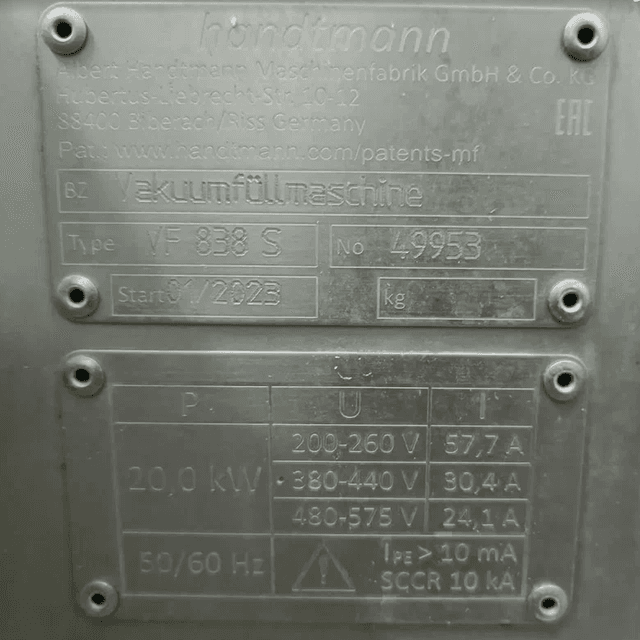 handtmann
Albert Handtmann Maschinenfabrik GmbH & Co. KG
Hubertus-Liebrecht-Str. 10-12
88400 Biberach/Riss Germany
EAC
Pat.: www.handtmann.com/patents-mf
BZ Vakuumfüllmaschine
Type VF 838 S No 49953
Start 01/2023 kg
P U I
20,0 kW
200-260 V 57,7 A
380-440 V 30,4 A
480-575 V 24,1 A
50/60 Hz
IPE > 10 mA
SCCR 10 kA